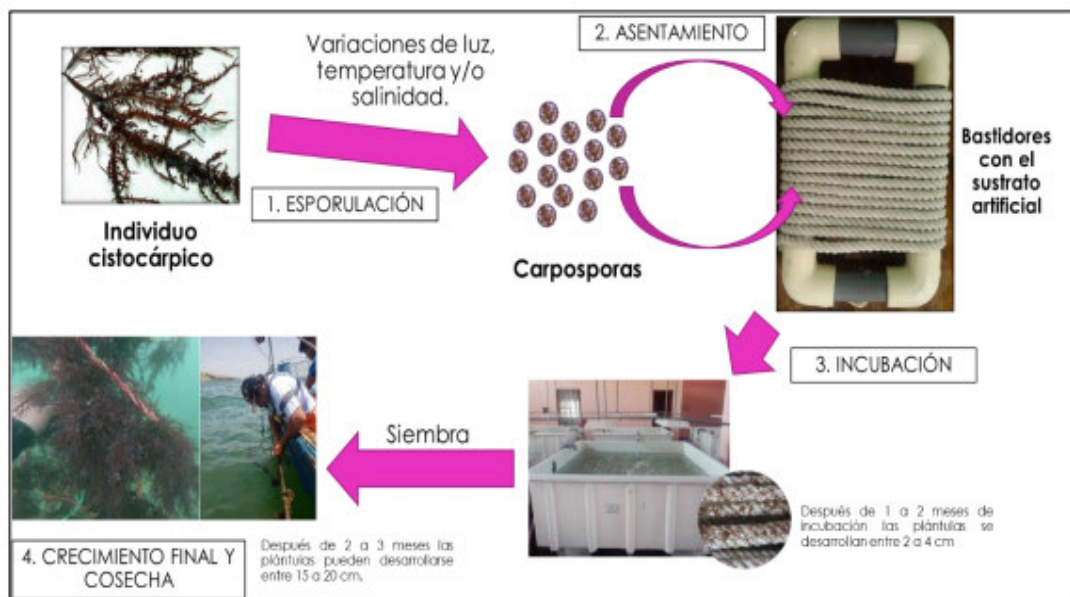 Variaciones de luz,
temperatura y/o
salinidad.
2. ASENTAMIENTO
1. ESPORULACIÓN
Individuo
cistocárpico
Carposporas
Bastidores
con el
sustrato
artificial
3. INCUBACIÓN
Siembra
Después de 1 a 2 meses de
incubación las plántulas se
desarrollan entre 2 a 4 cm
4. CRECIMIENTO FINAL Y
COSECHA
Después de 2 a 3 meses las
plántulas pueden desarrollarse
entre 15 a 20 cm.